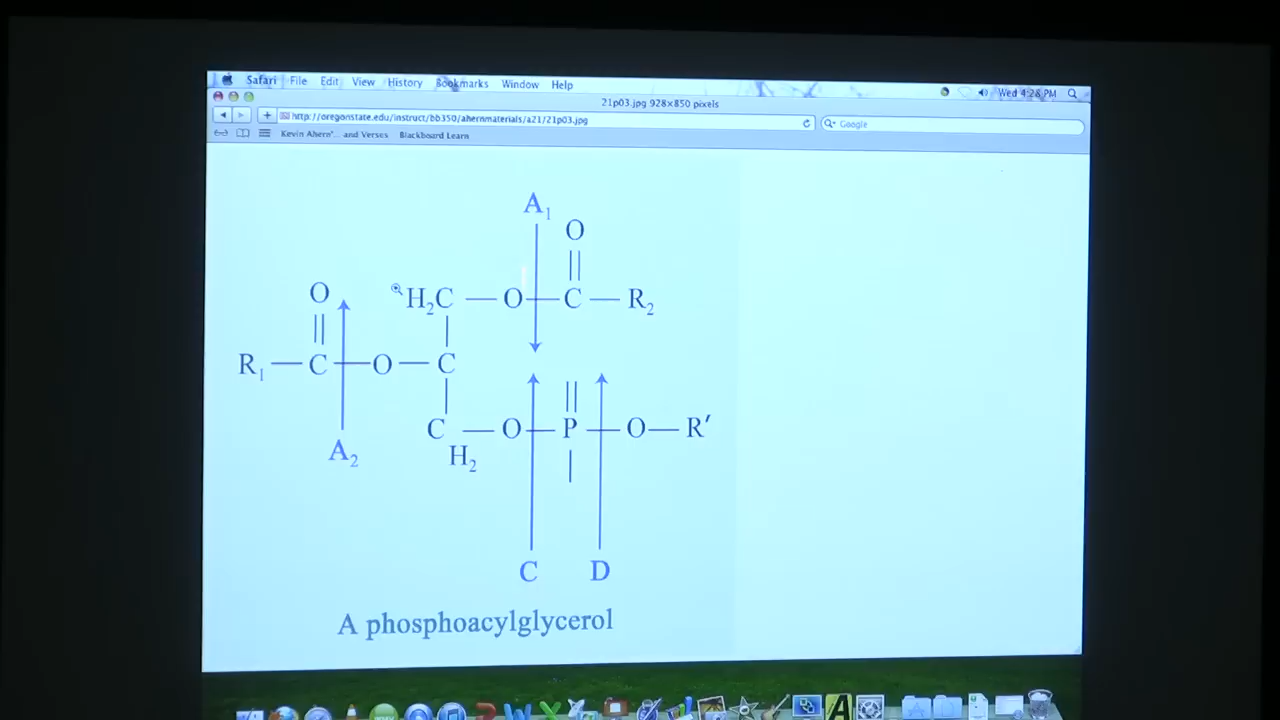 Safari File Edit View History Bookmarks Window Help Wed 4:28 PM
21p03.jpg 928×850 pixels
http://oregonstate.edu/instruct/bb350/ahernmaterials/a21/21p03.jpg Google
Kevin Ahern'... and Verses Blackboard Learn
A₁
O
O
H₂C — O — C — R₂
R₁ — C — O — C
C — O — P — O — R′
A₂ H₂
C D
A phosphoacylglycerol